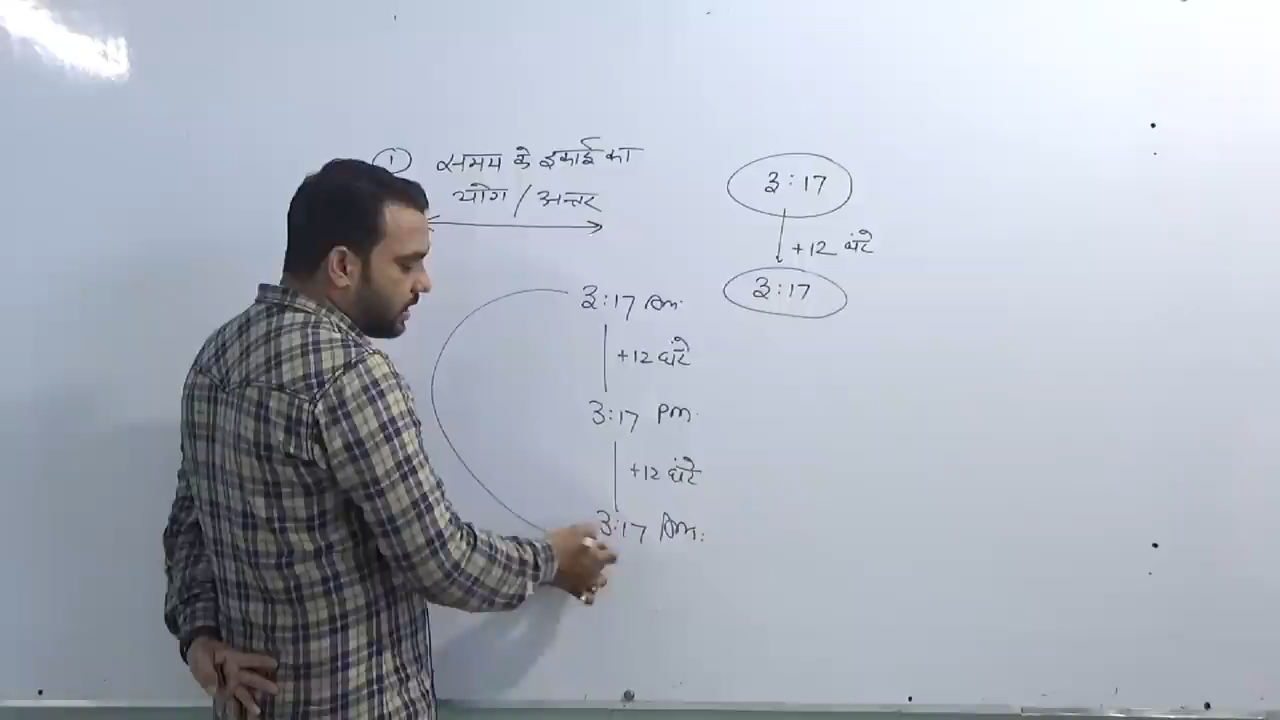 ① समय के इकाई का
योग / अन्तर
3:17
+12 घंटे
3:17
3:17 Am.
+12 घंटे
3:17 Pm.
+12 घंटे
3:17 Am.